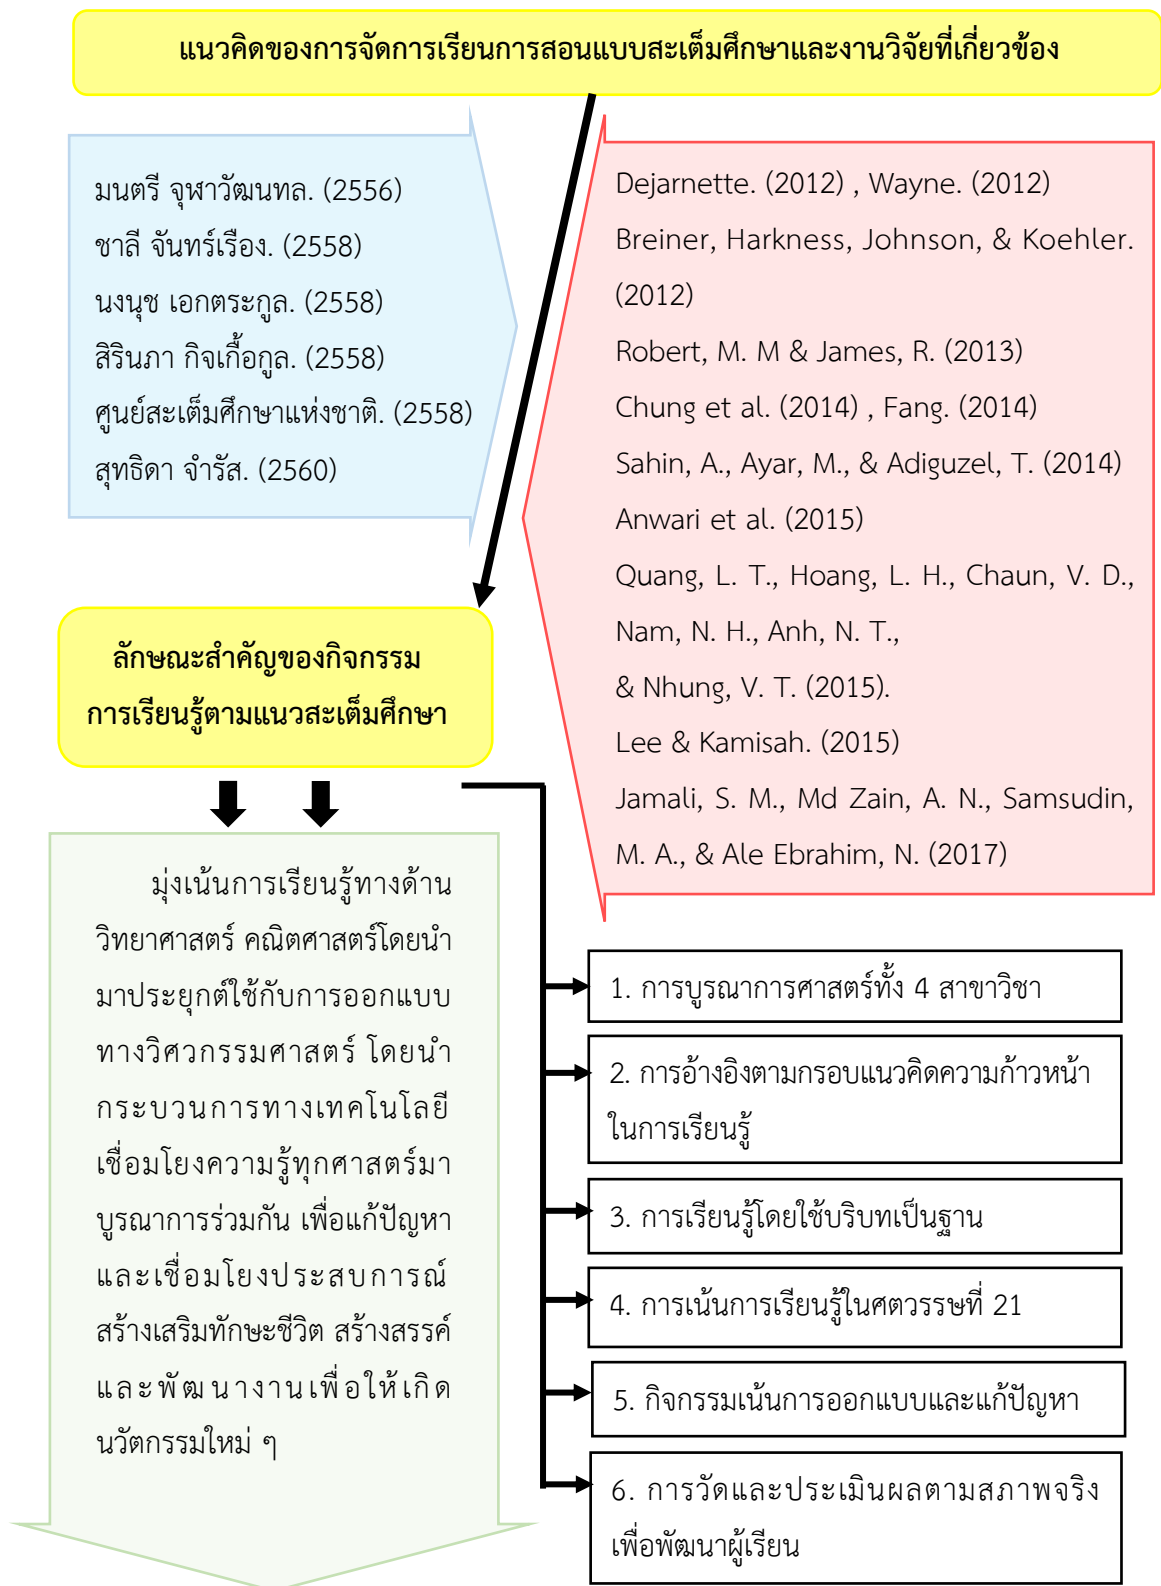 แนวคิดของการจัดการเรียนการสอนแบบสะเต็มศึกษาและงานวิจัยที่เกี่ยวข้อง
มนตรี จุฬาวัฒนทล. (2556)
ชาลี จันทร์เรือง. (2558)
นงนุช เอกตระกูล. (2558)
สิรินภา กิจเกื้อกูล. (2558)
ศูนย์สะเต็มศึกษาแห่งชาติ. (2558)
สุทธิดา จำรัส. (2560)
Dejarnette. (2012) , Wayne. (2012)
Breiner, Harkness, Johnson, & Koehler.
(2012)
Robert, M. M & James, R. (2013)
Chung et al. (2014) , Fang. (2014)
Sahin, A., Ayar, M., & Adiguzel, T. (2014)
Anwari et al. (2015)
Quang, L. T., Hoang, L. H., Chaun, V. D.,
Nam, N. H., Anh, N. T.,
& Nhung, V. T. (2015).
Lee & Kamisah. (2015)
Jamali, S. M., Md Zain, A. N., Samsudin,
M. A., & Ale Ebrahim, N. (2017)
ลักษณะสำคัญของกิจกรรม
การเรียนรู้ตามแนวสะเต็มศึกษา
มุ่งเน้นการเรียนรู้ทางด้าน
วิทยาศาสตร์ คณิตศาสตร์โดยนำ
มาประยุกต์ใช้กับการออกแบบ
ทางวิศวกรรมศาสตร์ โดยนำ
กระบวนการทางเทคโนโลยี
เชื่อมโยงความรู้ทุกศาสตร์มา
บูรณาการร่วมกัน เพื่อแก้ปัญหา
และเชื่อมโยงประสบการณ์
สร้างเสริมทักษะชีวิต สร้างสรรค์
และพัฒนางานเพื่อให้เกิด
นวัตกรรมใหม่ ๆ
1. การบูรณาการศาสตร์ทั้ง 4 สาขาวิชา
2. การอ้างอิงตามกรอบแนวคิดความก้าวหน้า
ในการเรียนรู้
3. การเรียนรู้โดยใช้บริบทเป็นฐาน
4. การเน้นการเรียนรู้ในศตวรรษที่ 21
5. กิจกรรมเน้นการออกแบบและแก้ปัญหา
6. การวัดและประเมินผลตามสภาพจริง
เพื่อพัฒนาผู้เรียน